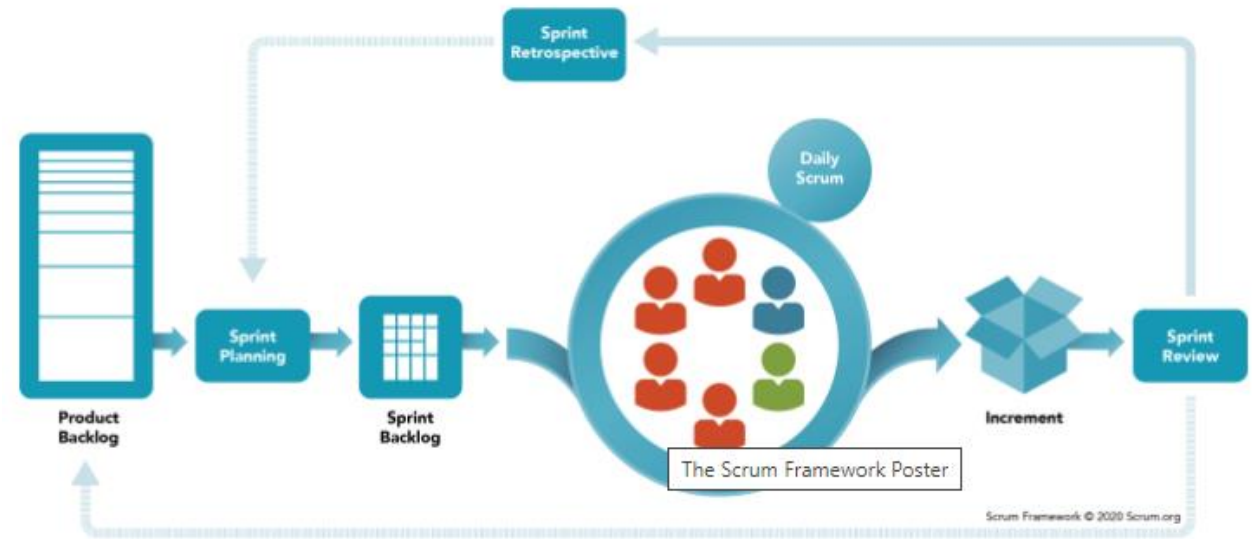 Sprint
Retrospective
Daily
Scrum
Sprint
Planning
Sprint
Review
Product
Backlog
Sprint
Backlog
Increment
The Scrum Framework Poster
Scrum Framework © 2020 Scrum.org